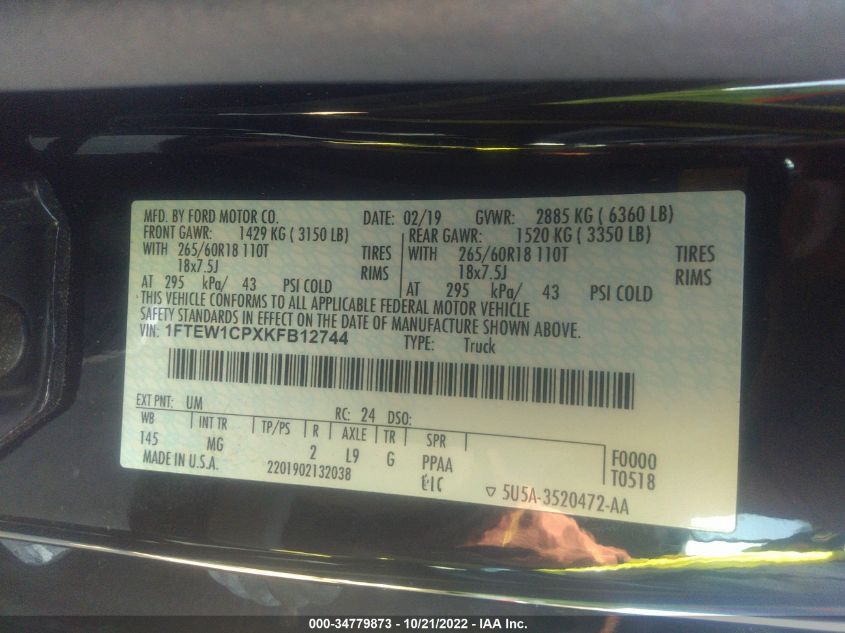 MFD. BY FORD MOTOR CO. DATE: 02/19 GVWR: 2885 KG ( 6360 LB)
FRONT GAWR: 1429 KG ( 3150 LB) REAR GAWR: 1520 KG ( 3350 LB)
WITH 265/60R18 110T TIRES WITH 265/60R18 110T TIRES
18x7.5J RIMS 18x7.5J RIMS
AT 295 kPa/ 43 PSI COLD AT 295 kPa/ 43 PSI COLD
THIS VEHICLE CONFORMS TO ALL APPLICABLE FEDERAL MOTOR VEHICLE
SAFETY STANDARDS IN EFFECT ON THE DATE OF MANUFACTURE SHOWN ABOVE.
VIN: 1FTEW1CPXKFB12744 TYPE: Truck
EXT PNT: UM RC: 24 DSO:
WB INT TR TP/PS R AXLE TR SPR
145 MG 2 L9 G PPAA F0000
T0518
MADE IN U.S.A. 2201902132038 5U5A-3520472-AA
000-34779873 - 10/21/2022 - IAA Inc.